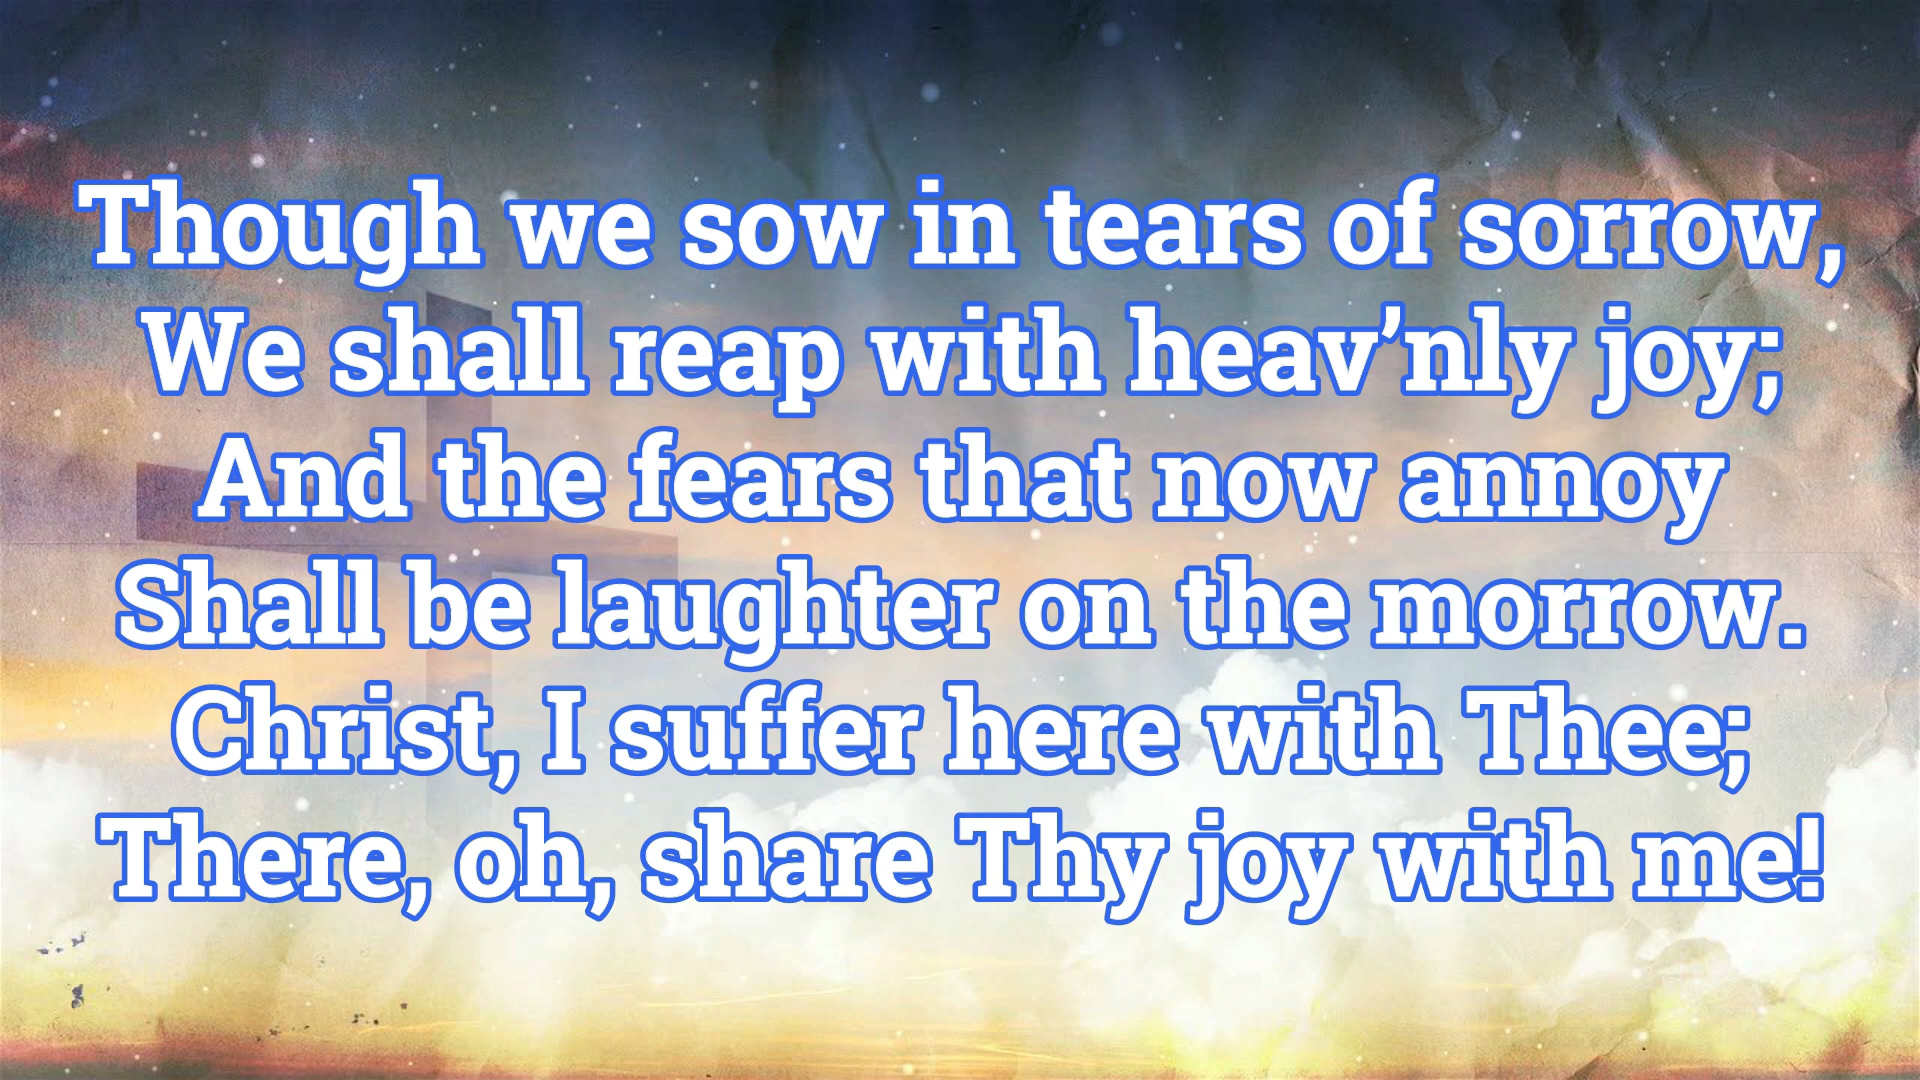 Though we sow in tears of sorrow,
We shall reap with heav’nly joy;
And the fears that now annoy
Shall be laughter on the morrow.
Christ, I suffer here with Thee;
There, oh, share Thy joy with me!